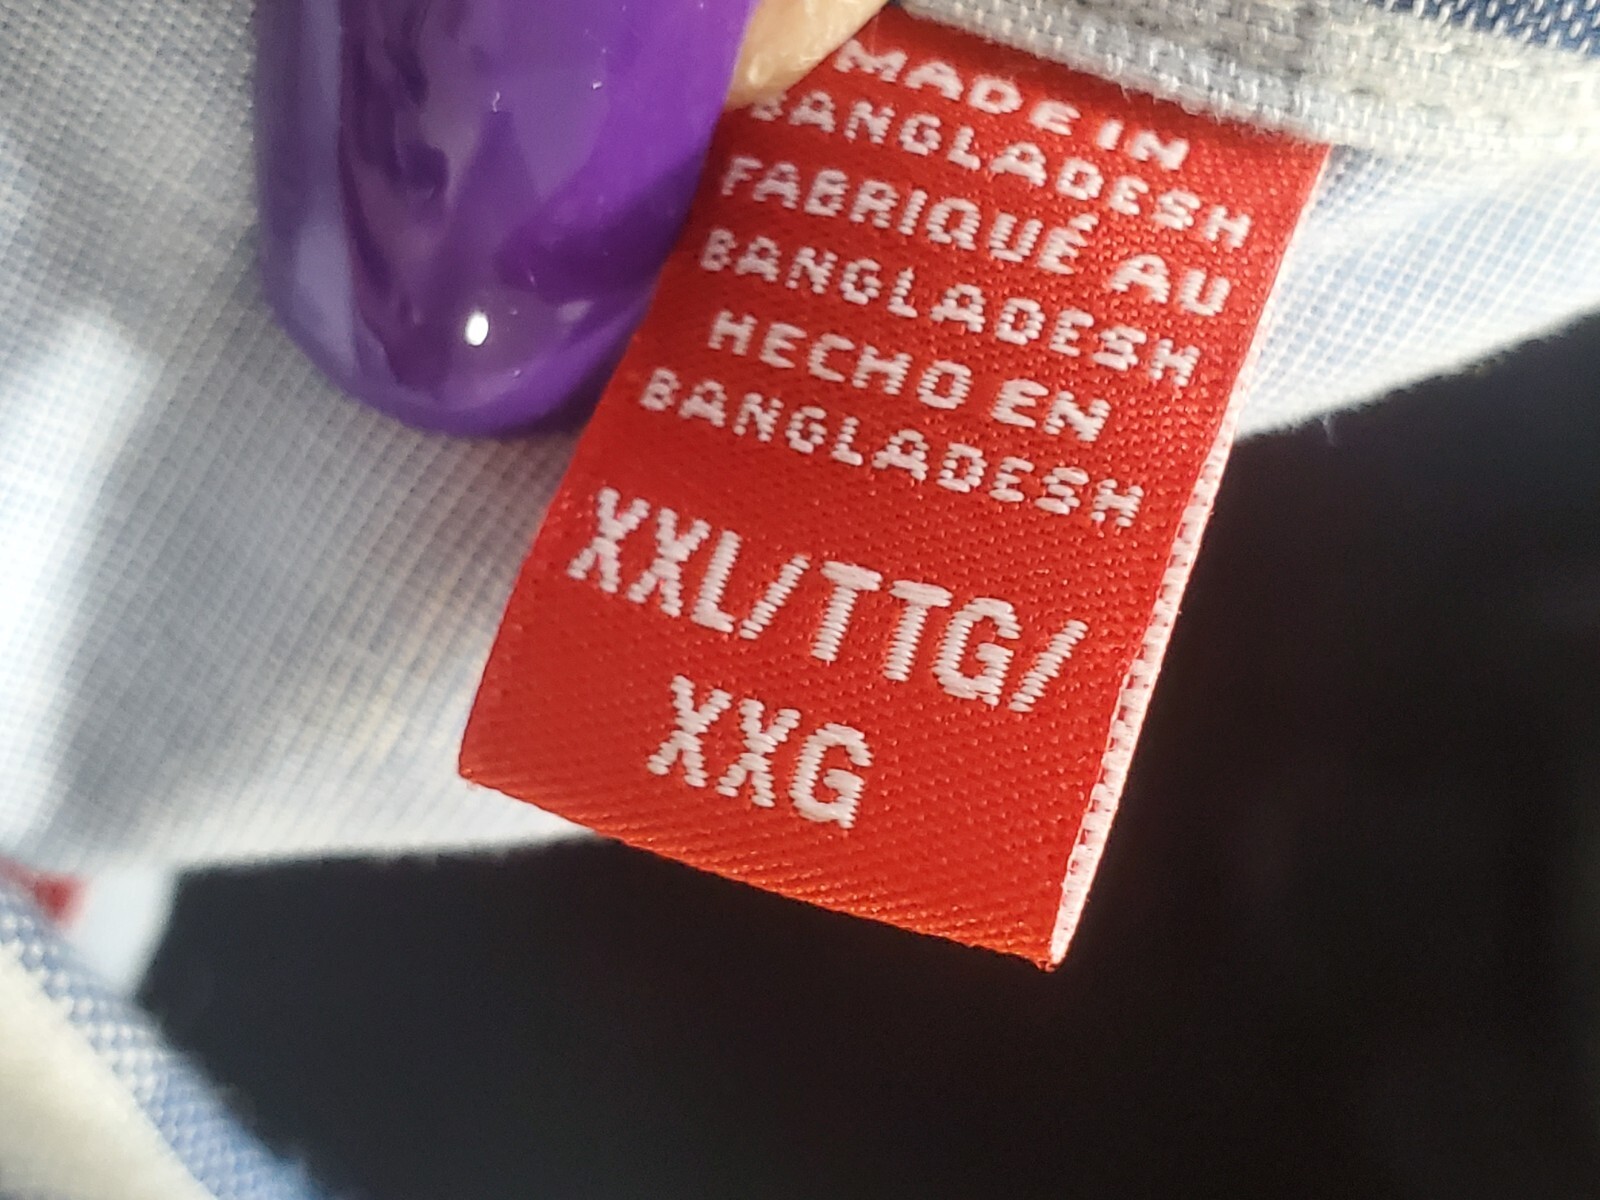 MADE IN
BANGLADESH
FABRIQUÉ AU
BANGLADESH
HECHO EN
BANGLADESH
XXL/TTG/
XXG